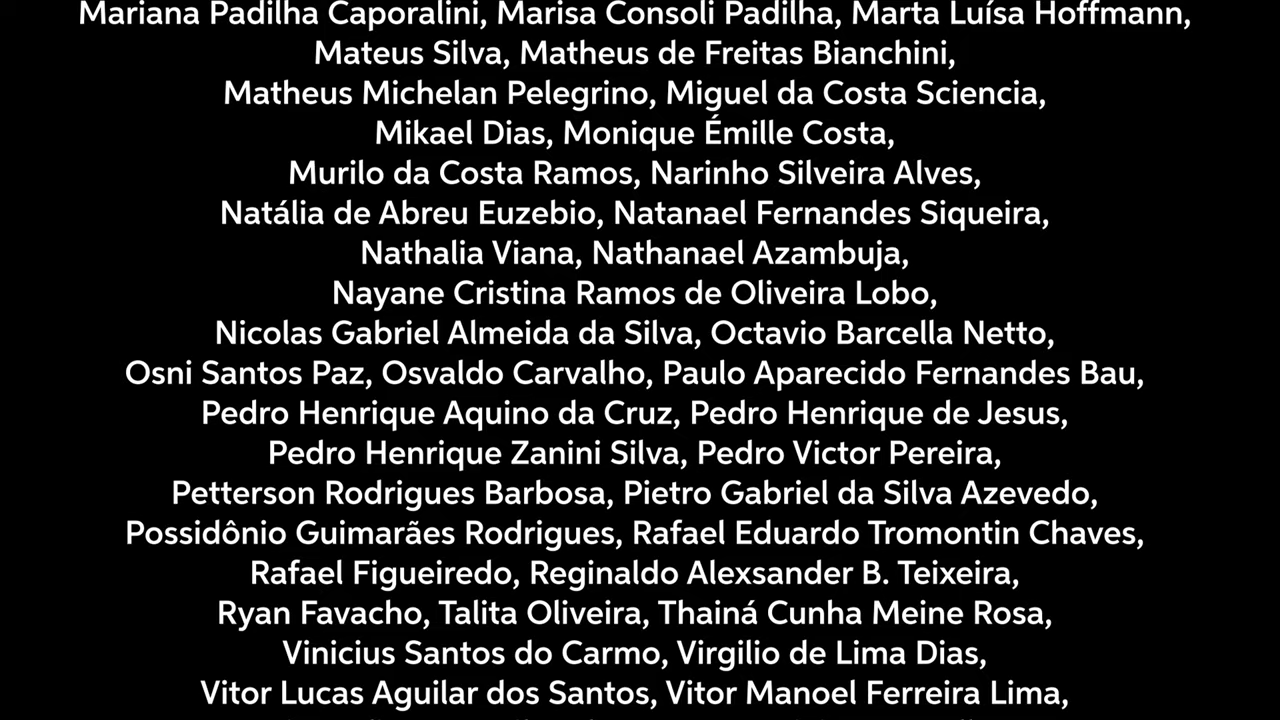 Mariana Padilha Caporalini, Marisa Consoli Padilha, Marta Luísa Hoffmann,
Mateus Silva, Matheus de Freitas Bianchini,
Matheus Michelan Pelegrino, Miguel da Costa Sciencia,
Mikael Dias, Monique Émille Costa,
Murilo da Costa Ramos, Narinho Silveira Alves,
Natália de Abreu Euzebio, Natanael Fernandes Siqueira,
Nathalia Viana, Nathanael Azambuja,
Nayane Cristina Ramos de Oliveira Lobo,
Nicolas Gabriel Almeida da Silva, Octavio Barcella Netto,
Osni Santos Paz, Osvaldo Carvalho, Paulo Aparecido Fernandes Bau,
Pedro Henrique Aquino da Cruz, Pedro Henrique de Jesus,
Pedro Henrique Zanini Silva, Pedro Victor Pereira,
Petterson Rodrigues Barbosa, Pietro Gabriel da Silva Azevedo,
Possidônio Guimarães Rodrigues, Rafael Eduardo Tromontin Chaves,
Rafael Figueiredo, Reginaldo Alexsander B. Teixeira,
Ryan Favacho, Talita Oliveira, Thainá Cunha Meine Rosa,
Vinicius Santos do Carmo, Virgilio de Lima Dias,
Vitor Lucas Aguilar dos Santos, Vitor Manoel Ferreira Lima,